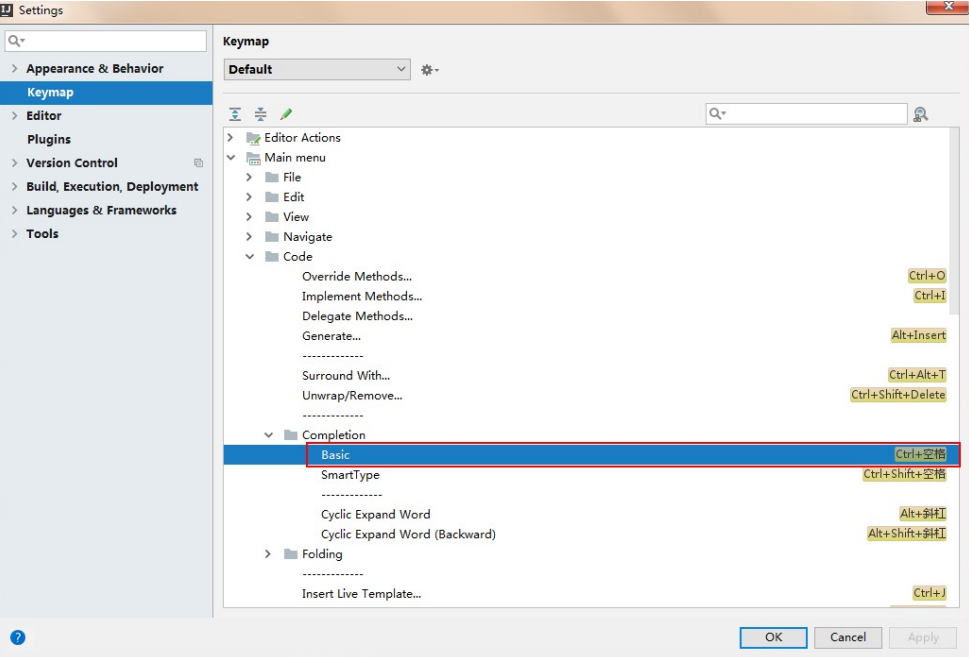 Settings
Keymap
Default
Appearance & Behavior
Keymap
Editor
Plugins
Version Control
Build, Execution, Deployment
Languages & Frameworks
Tools
Editor Actions
Main menu
File
Edit
View
Navigate
Code
Override Methods... Ctrl+O
Implement Methods... Ctrl+I
Delegate Methods...
Generate... Alt+Insert
-------------
Surround With... Ctrl+Alt+T
Unwrap/Remove... Ctrl+Shift+Delete
-------------
Completion
Basic Ctrl+空格
SmartType Ctrl+Shift+空格
-------------
Cyclic Expand Word Alt+斜杠
Cyclic Expand Word (Backward) Alt+Shift+斜杠
Folding
-------------
Insert Live Template... Ctrl+J
?
OK Cancel Apply